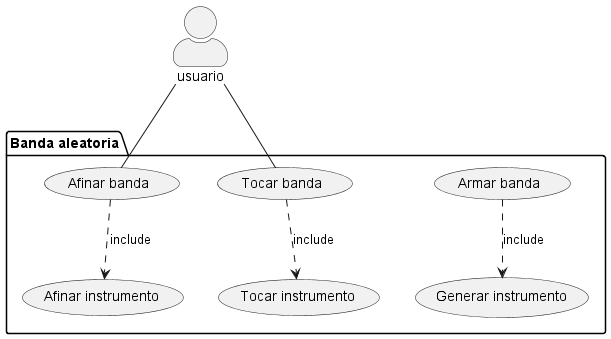 usuario
Banda aleatoria
Afinar banda
Tocar banda
Armar banda
include
include
include
Afinar instrumento
Tocar instrumento
Generar instrumento